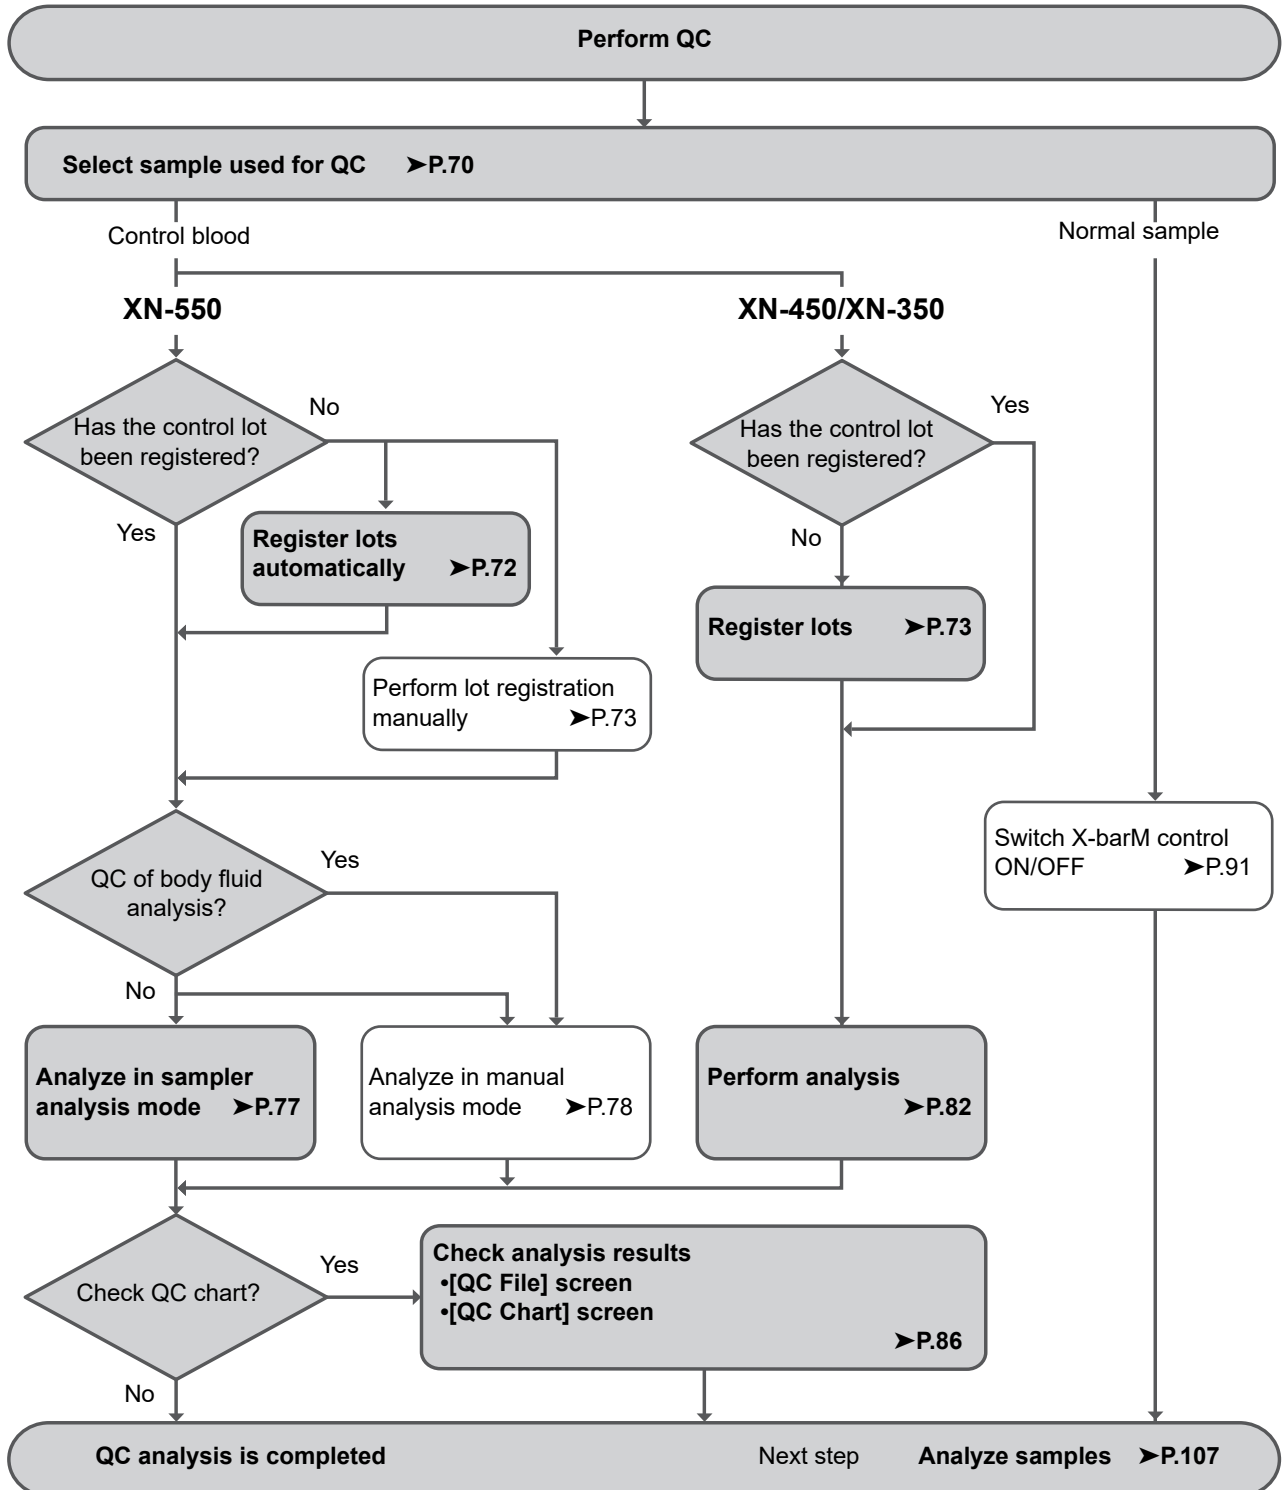 Perform QC
Select sample used for QC ➤P.70
Control blood
Normal sample
XN-550
XN-450/XN-350
No
Has the control lot
been registered?
Yes
Register lots
automatically ➤P.72
Perform lot registration
manually ➤P.73
Yes
Has the control lot
been registered?
No
Register lots ➤P.73
Switch X-barM control
ON/OFF ➤P.91
QC of body fluid
analysis?
Yes
No
Analyze in sampler
analysis mode ➤P.77
Analyze in manual
analysis mode ➤P.78
Perform analysis
➤P.82
Check QC chart?
Yes
No
Check analysis results
•[QC File] screen
•[QC Chart] screen
➤P.86
QC analysis is completed
Next step Analyze samples ➤P.107